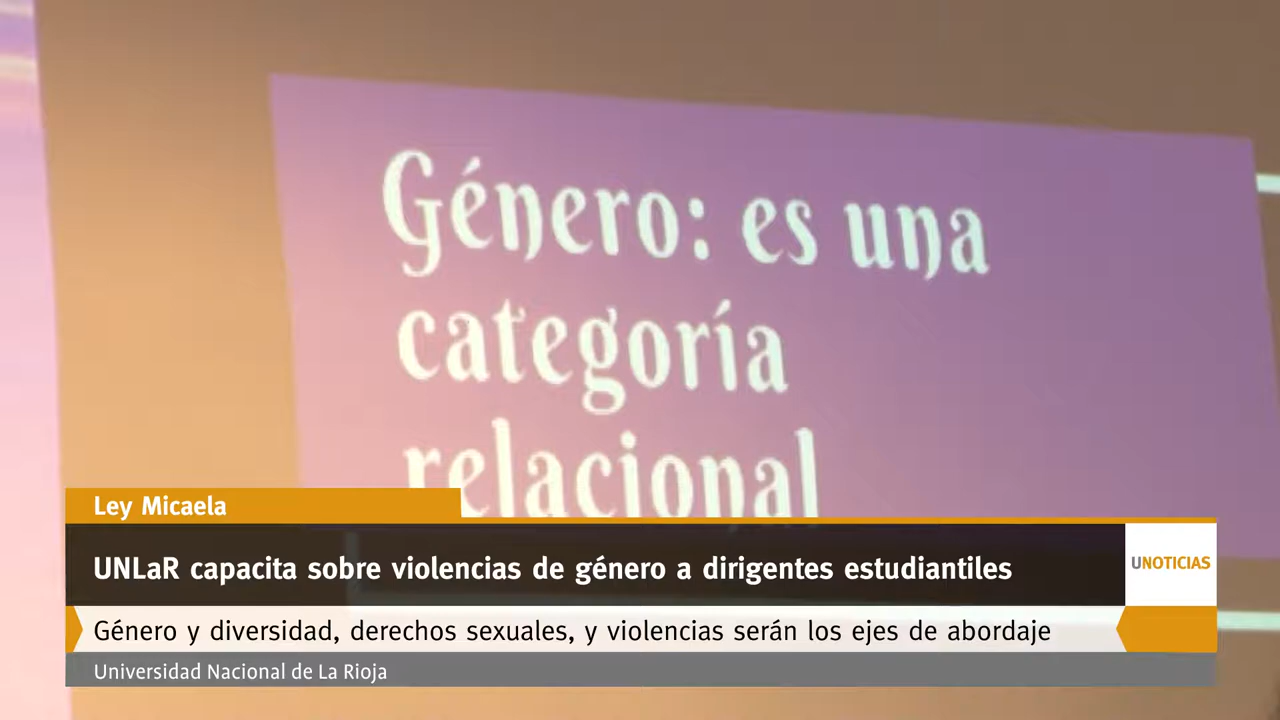 Género: es una
categoría
relacional
Ley Micaela
UNLaR capacita sobre violencias de género a dirigentes estudiantiles
UNOTICIAS
Género y diversidad, derechos sexuales, y violencias serán los ejes de abordaje
Universidad Nacional de La Rioja